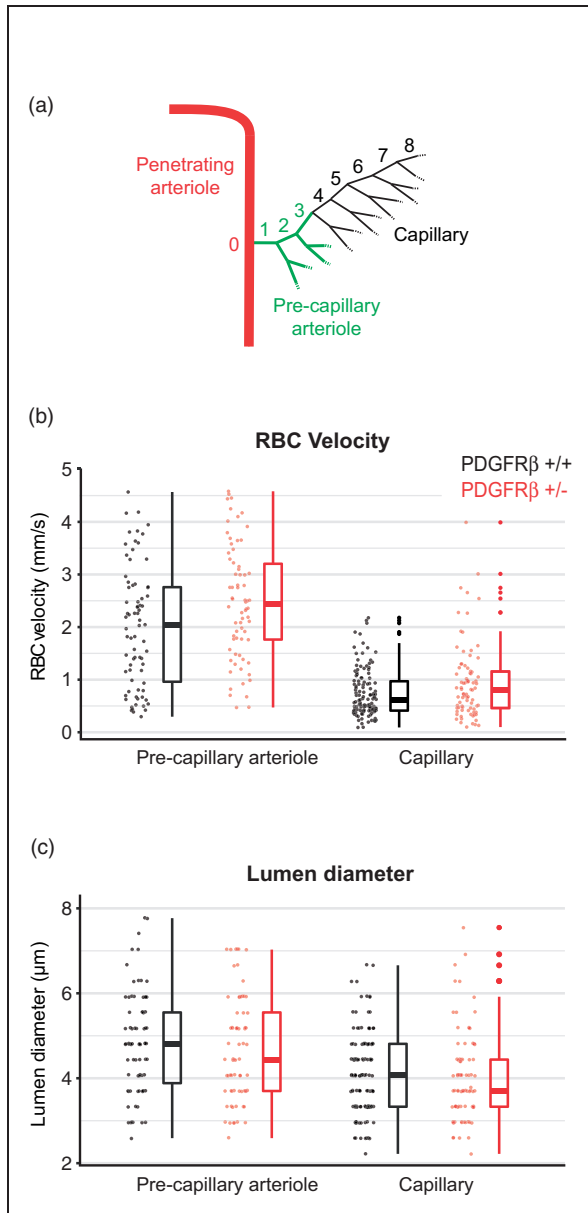 (a)
Penetrating
arteriole
0
1 2 3 4 5 6 7 8
Capillary
Pre-capillary
arteriole
(b)
RBC Velocity
PDGFRβ +/+
PDGFRβ +/-
RBC velocity (mm/s)
5
4
3
2
1
0
Pre-capillary arteriole Capillary
(c)
Lumen diameter
Lumen diameter (µm)
8
6
4
2
Pre-capillary arteriole Capillary